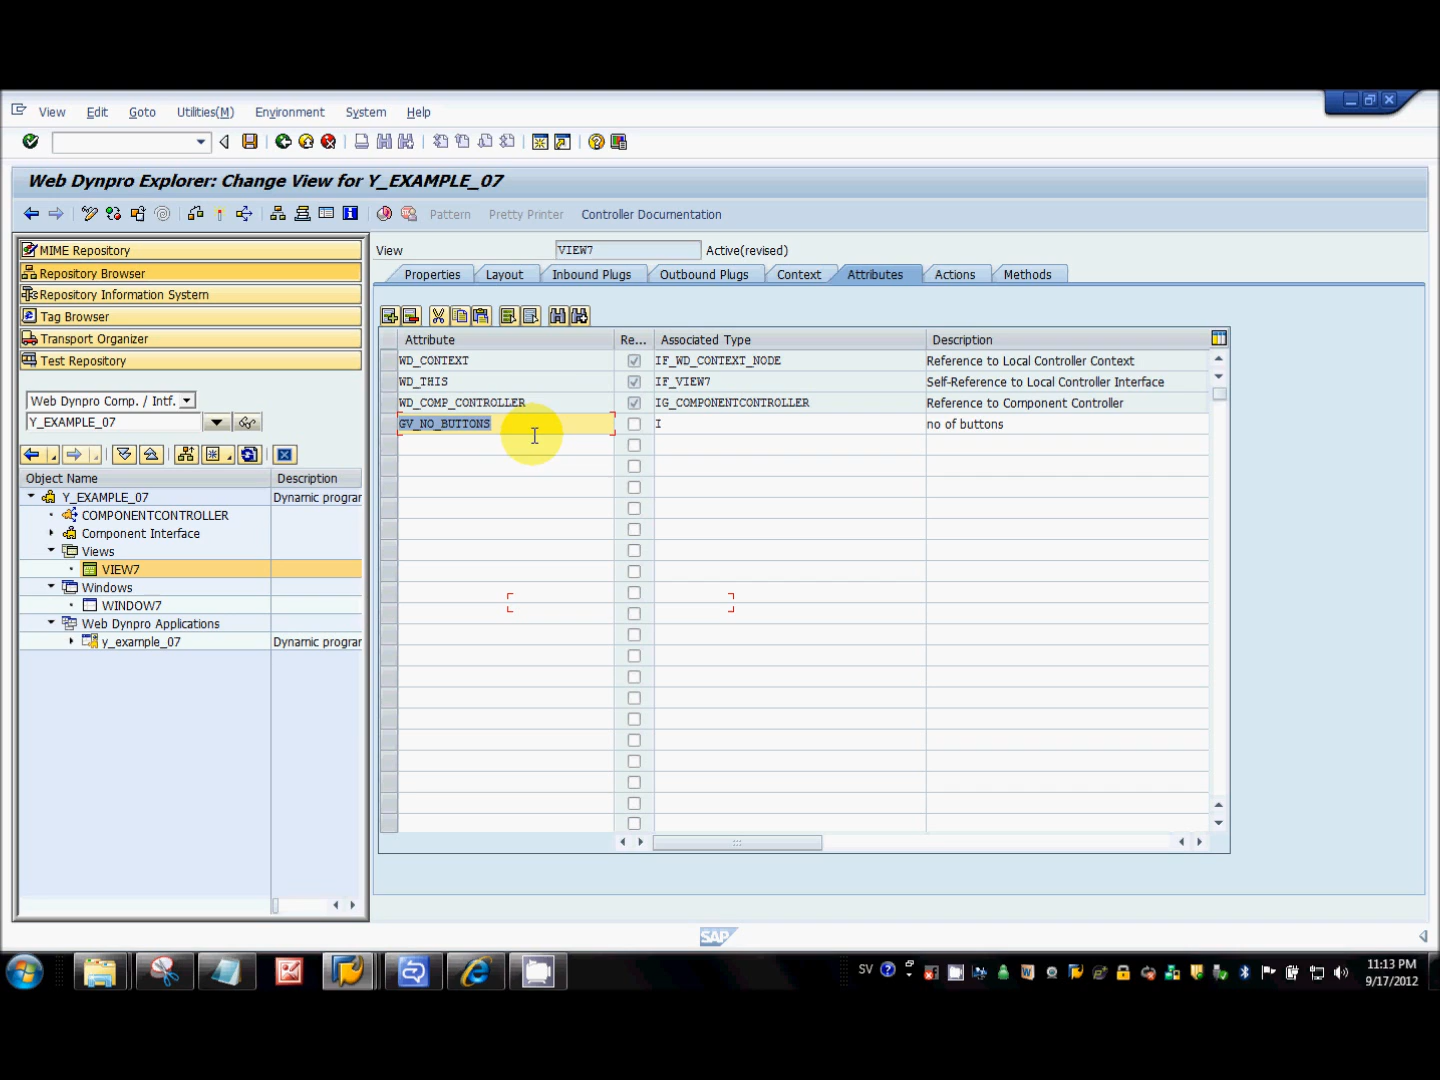 View Edit Goto Utilities(M) Environment System Help
Web Dynpro Explorer: Change View for Y_EXAMPLE_07
Pattern Pretty Printer Controller Documentation
MIME Repository
Repository Browser
Repository Information System
Tag Browser
Transport Organizer
Test Repository
Web Dynpro Comp. / Intf.
Y_EXAMPLE_07
Object Name Description
Y_EXAMPLE_07 Dynamic prograr
COMPONENTCONTROLLER
Component Interface
Views
VIEW7
Windows
WINDOW7
Web Dynpro Applications
y_example_07 Dynamic prograr
View VIEW7 Active(revised)
Properties Layout Inbound Plugs Outbound Plugs Context Attributes Actions Methods
Attribute Re... Associated Type Description
WD_CONTEXT IF_WD_CONTEXT_NODE Reference to Local Controller Context
WD_THIS IF_VIEW7 Self-Reference to Local Controller Interface
WD_COMP_CONTROLLER IG_COMPONENTCONTROLLER Reference to Component Controller
GV_NO_BUTTONS I no of buttons
SAP
SV
11:13 PM
9/17/2012